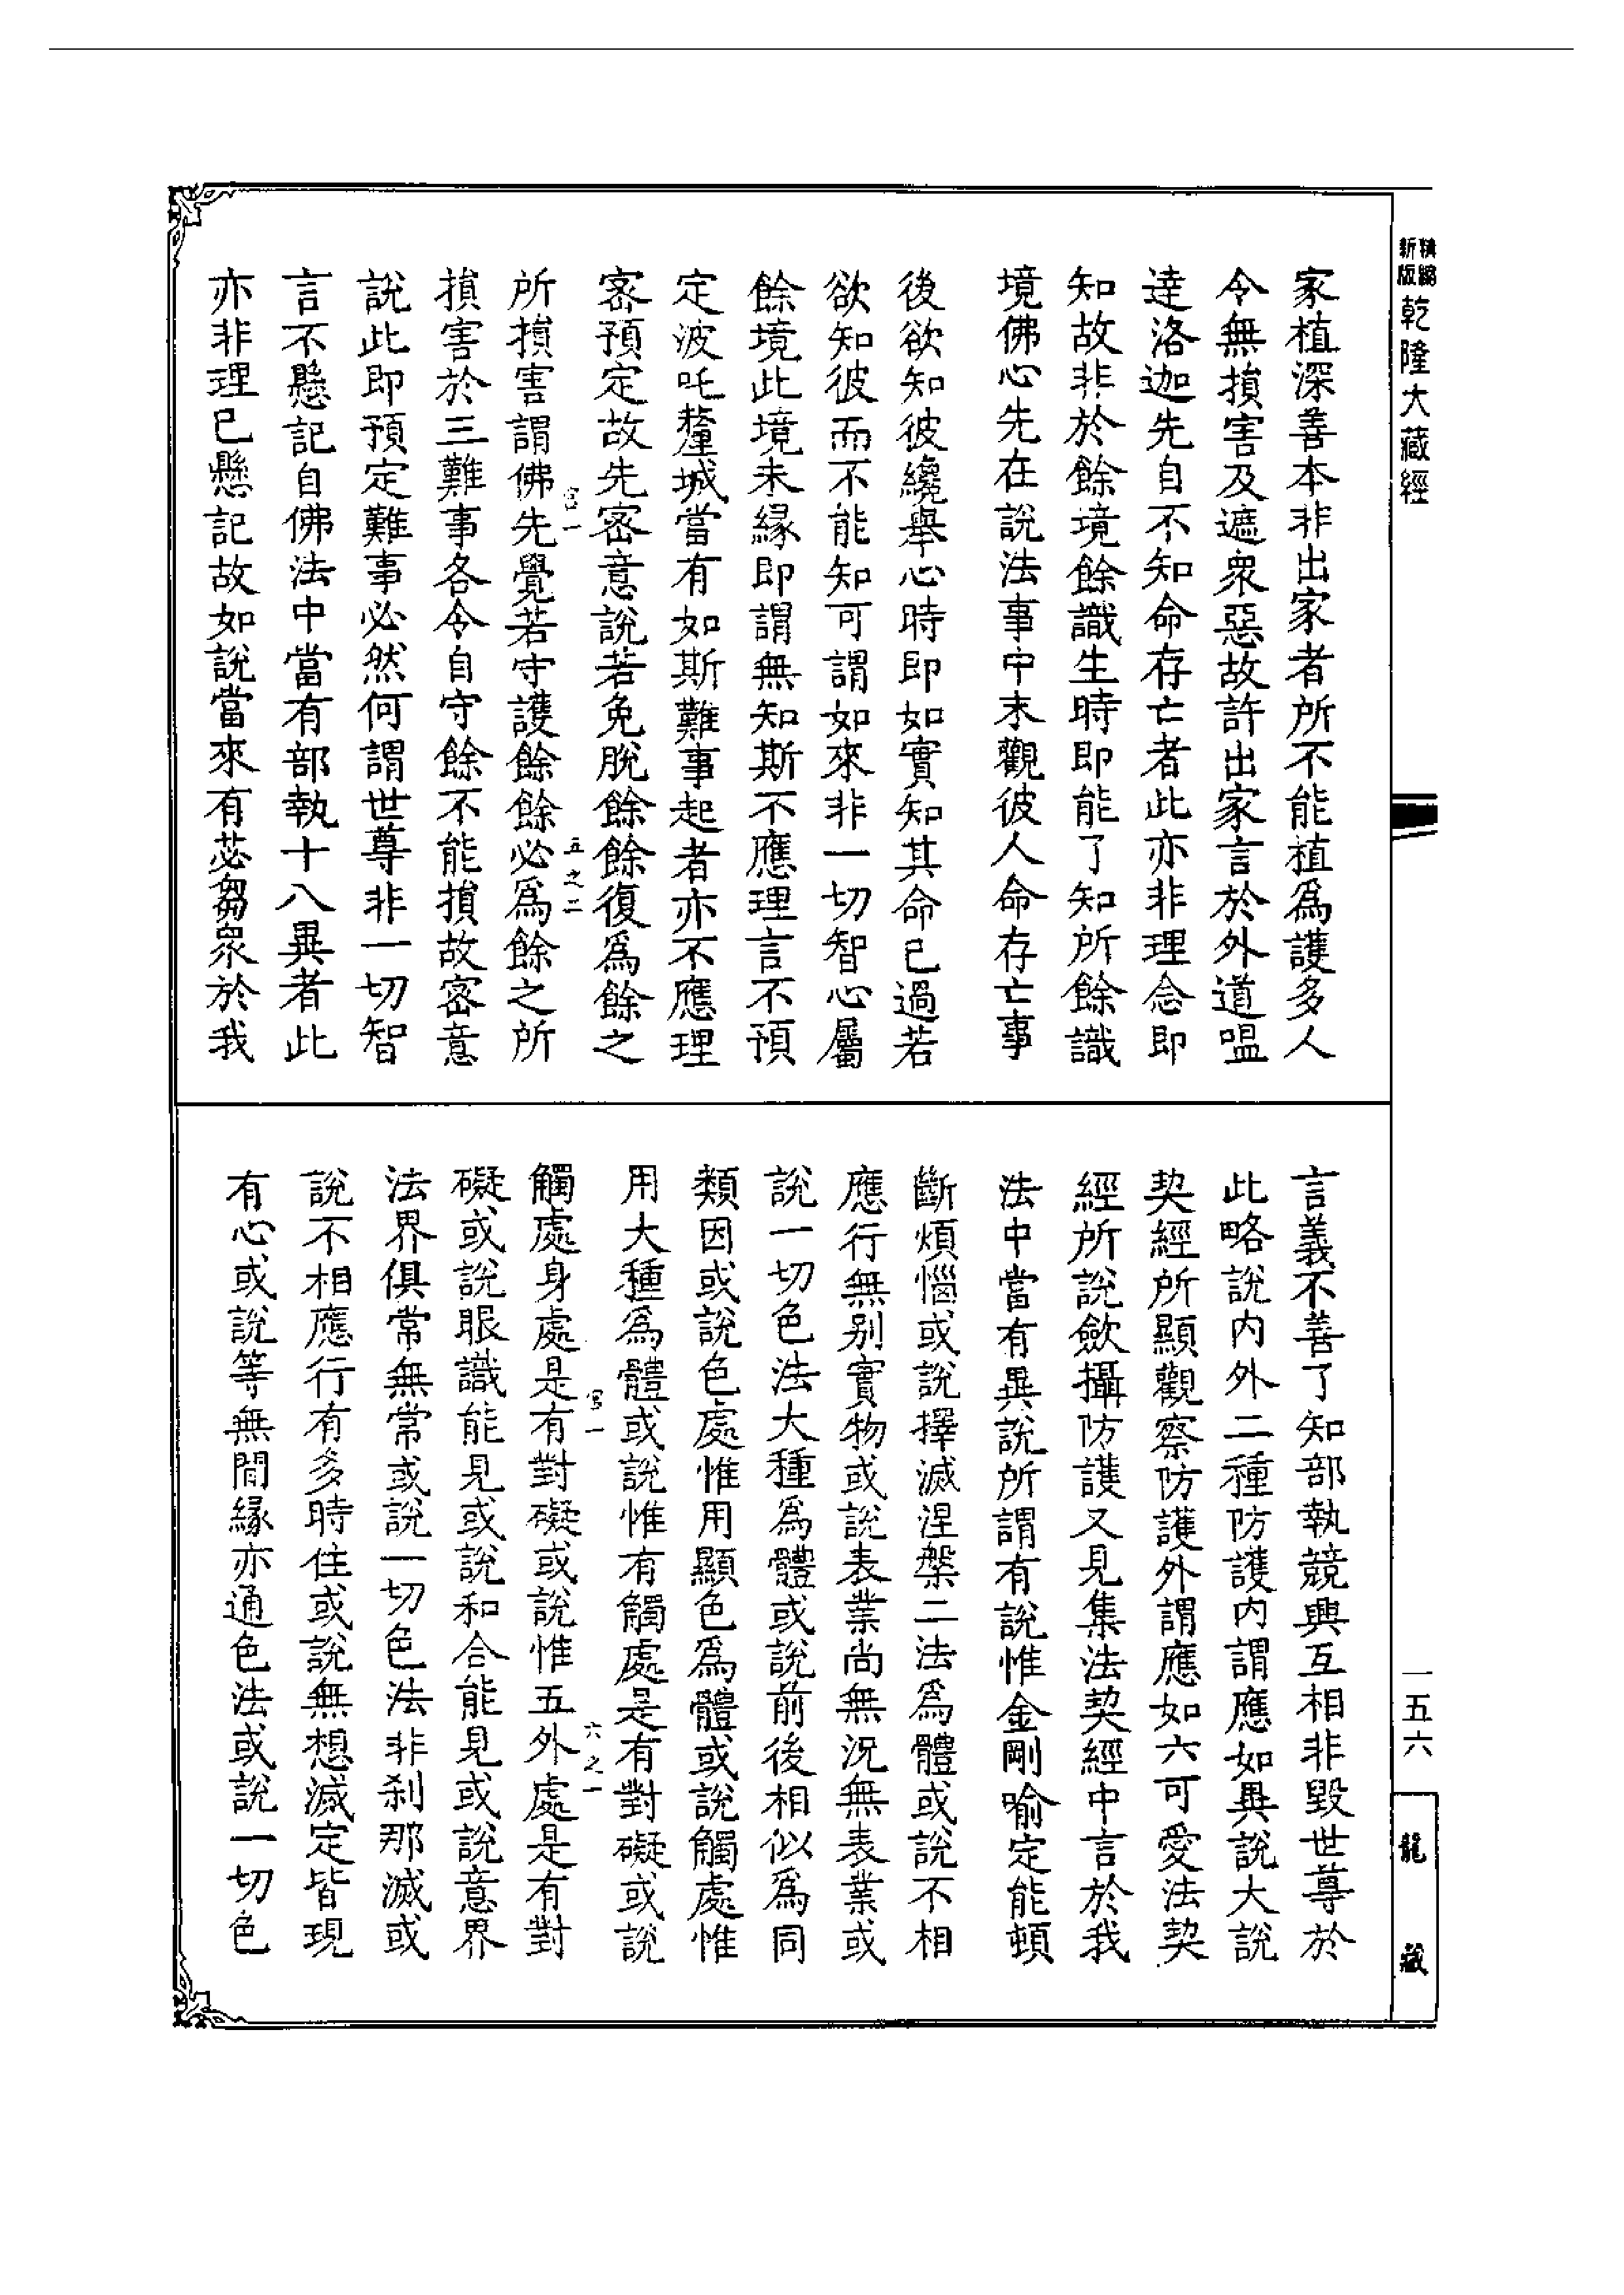 精縮新版
乾隆大藏經
家植深善本非出家者所不能植爲護多人
令無損害及遮衆惡故許出家言於外道嗢
達洛迦先自不知命存亡者此亦非理念即
知故非於餘境餘識生時即能了知所餘識
境佛心先在說法事中未觀彼人命存亡事
後欲知彼纔舉心時即如實知其命已過若
欲知彼而不能知可謂如來非一切智心屬
餘境此境未緣即謂無知斯不應理言不預
定波吒釐城當有如斯難事起者亦不應理
密預定故先密意說若免脫餘餘復爲餘之
宮一
五之二
所損害謂佛先覺若守護餘餘必爲餘之所
損害於三難事各令自守餘不能損故密意
說此即預定難事必然何謂世尊非一切智
言不懸記自佛法中當有部執十八異者此
亦非理已懸記故如說當來有苾芻衆於我
言義不善了知部執競興互相非毀世尊於
此略說内外二種防護内謂應如異說大說
契經所顯觀察防護外謂應如六可愛法契
經所說歛攝防護又見集法契經中言於我
法中當有異說所謂有說惟金剛喻定能頓
斷煩惱或說擇滅涅槃二法爲體或說不相
應行無别實物或說表業尚無況無表業或
說一切色法大種爲體或說前後相似爲同
類因或說色處惟用顯色爲體或說觸處惟
用大種爲體或說惟有觸處是有對礙或說
宮一
六之一
觸處身處是有對礙或說惟五外處是有對
礙或說眼識能見或說和合能見或說意界
法界俱常無常或說一切色法非刹那滅或
說不相應行有多時住或說無想滅定皆現
有心或說等無間緣亦通色法或說一切色
一五六
龍藏